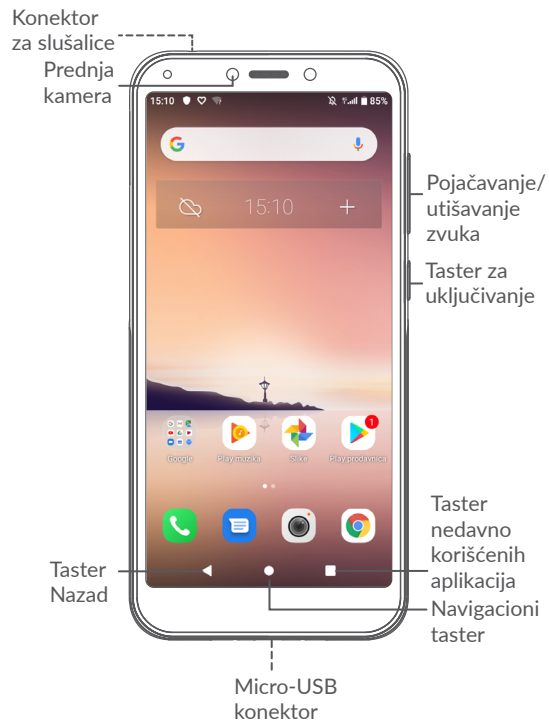 Konektor
za slušalice
Prednja
kamera
15:10
85%
15:10
Pojačavanje/
utišavanje
zvuka
Taster za
uključivanje
1
Google
Play muzika
Slike
Play prodavnica
Taster
Nazad
Taster
nedavno
korišćenih
aplikacija
Navigacioni
taster
Micro-USB
konektor